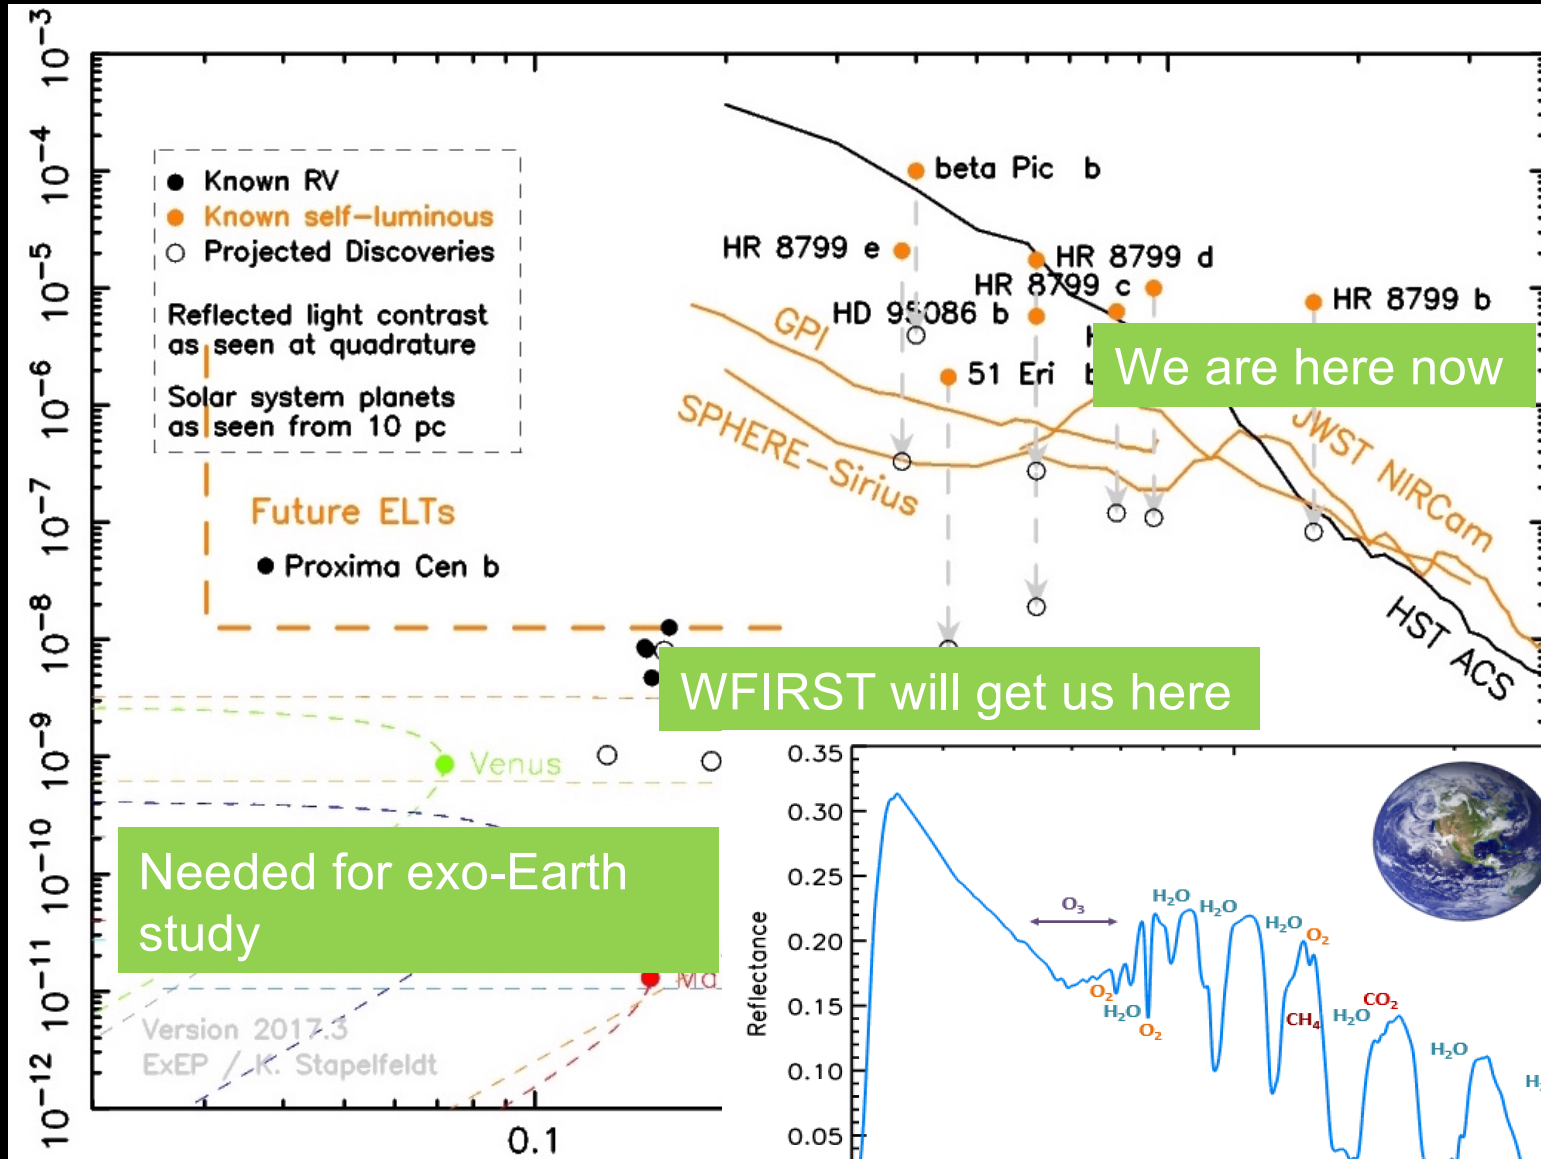 10⁻³
10⁻⁴
10⁻⁵
10⁻⁶
10⁻⁷
10⁻⁸
10⁻⁹
10⁻¹⁰
10⁻¹¹
10⁻¹²
Known RV
Known self-luminous
Projected Discoveries
Reflected light contrast
as seen at quadrature
Solar system planets
as seen from 10 pc
beta Pic b
HR 8799 e
HR 8799 d
HR 8799 c
HR 8799 b
HD 95086 b
GPI
51 Eri b
We are here now
SPHERE-Sirius
JWST NIRCam
HST ACS
Future ELTs
Proxima Cen b
WFIRST will get us here
Venus
Needed for exo-Earth
study
Ma
Version 2017.3
ExEP / K. Stapelfeldt
0.1
0.35
0.30
0.25
0.20
0.15
0.10
0.05
Reflectance
O₃
H₂O
H₂O
H₂O
O₂
O₂
H₂O
O₂
CH₄
H₂O
CO₂
H₂O